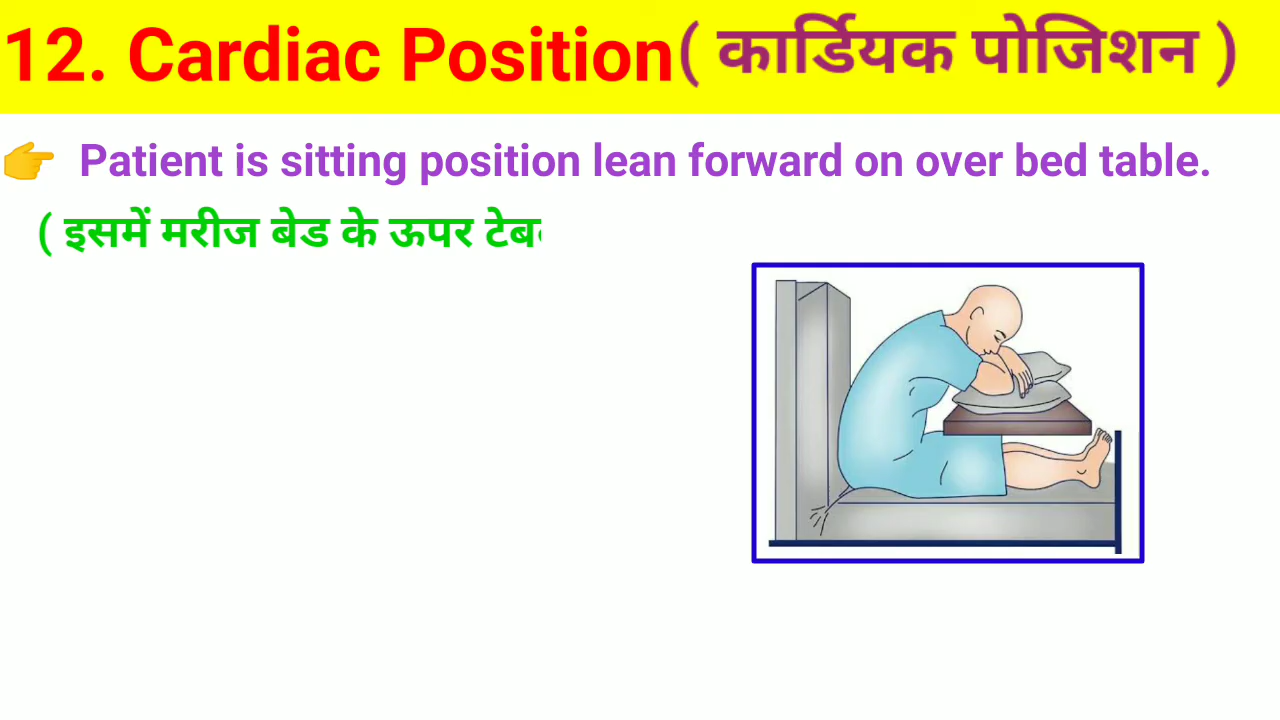 12. Cardiac Position ( कार्डियक पोजिशन )
👉 Patient is sitting position lean forward on over bed table.
( इसमें मरीज बेड के ऊपर